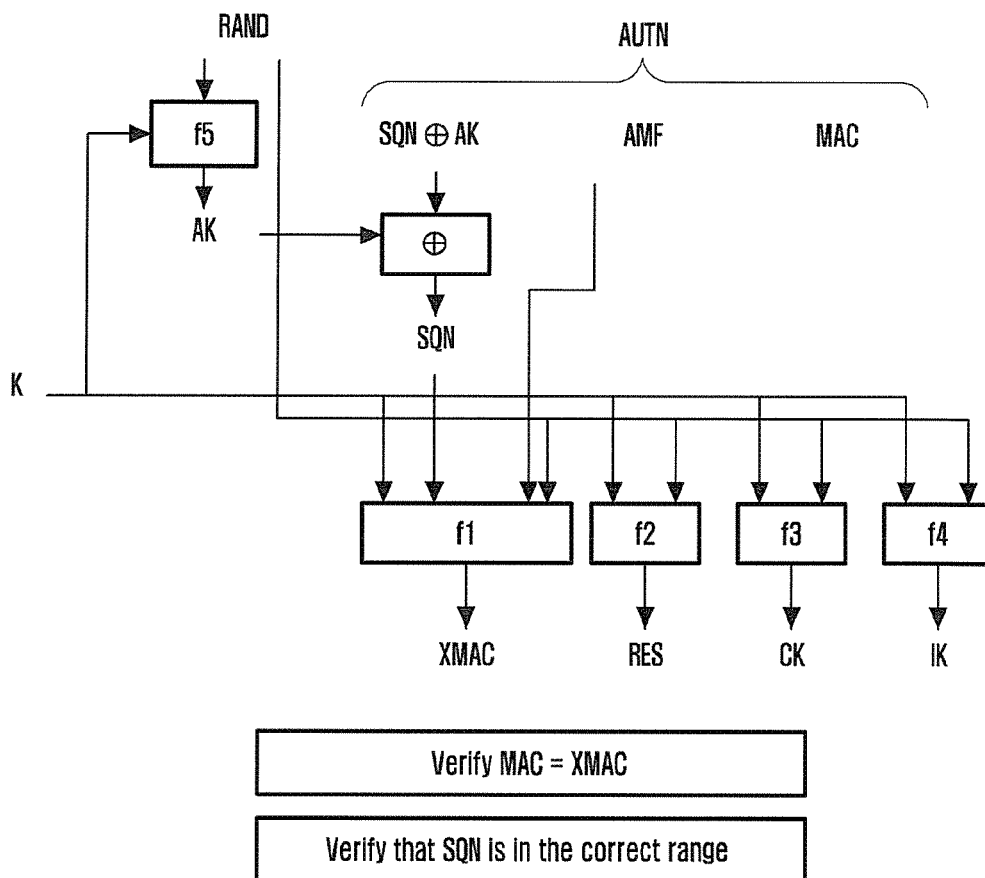 RAND
AUTN
f5
SQN ⊕ AK
AMF
MAC
AK
⊕
SQN
K
f1
f2
f3
f4
XMAC
RES
CK
IK
Verify MAC = XMAC
Verify that SQN is in the correct range